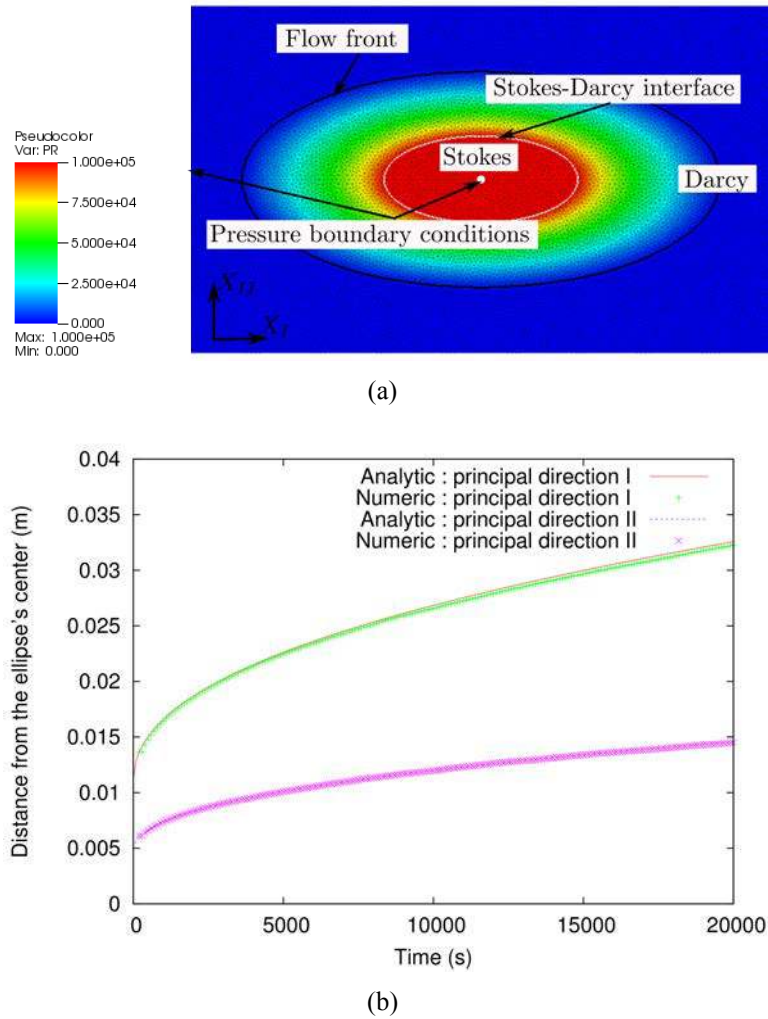 Flow front
Stokes-Darcy interface
Pseudocolor
Var: PR
1.000e+05
7.500e+04
5.000e+04
2.500e+04
0.000
Max: 1.000e+05
Min: 0.000
Stokes
Darcy
Pressure boundary conditions
X_{II}
X_I
(a)
0.04
0.035
0.03
0.025
0.02
0.015
0.01
0.005
0
Distance from the ellipse's center (m)
Analytic : principal direction I
Numeric : principal direction I
Analytic : principal direction II
Numeric : principal direction II
0 5000 10000 15000 20000
Time (s)
(b)